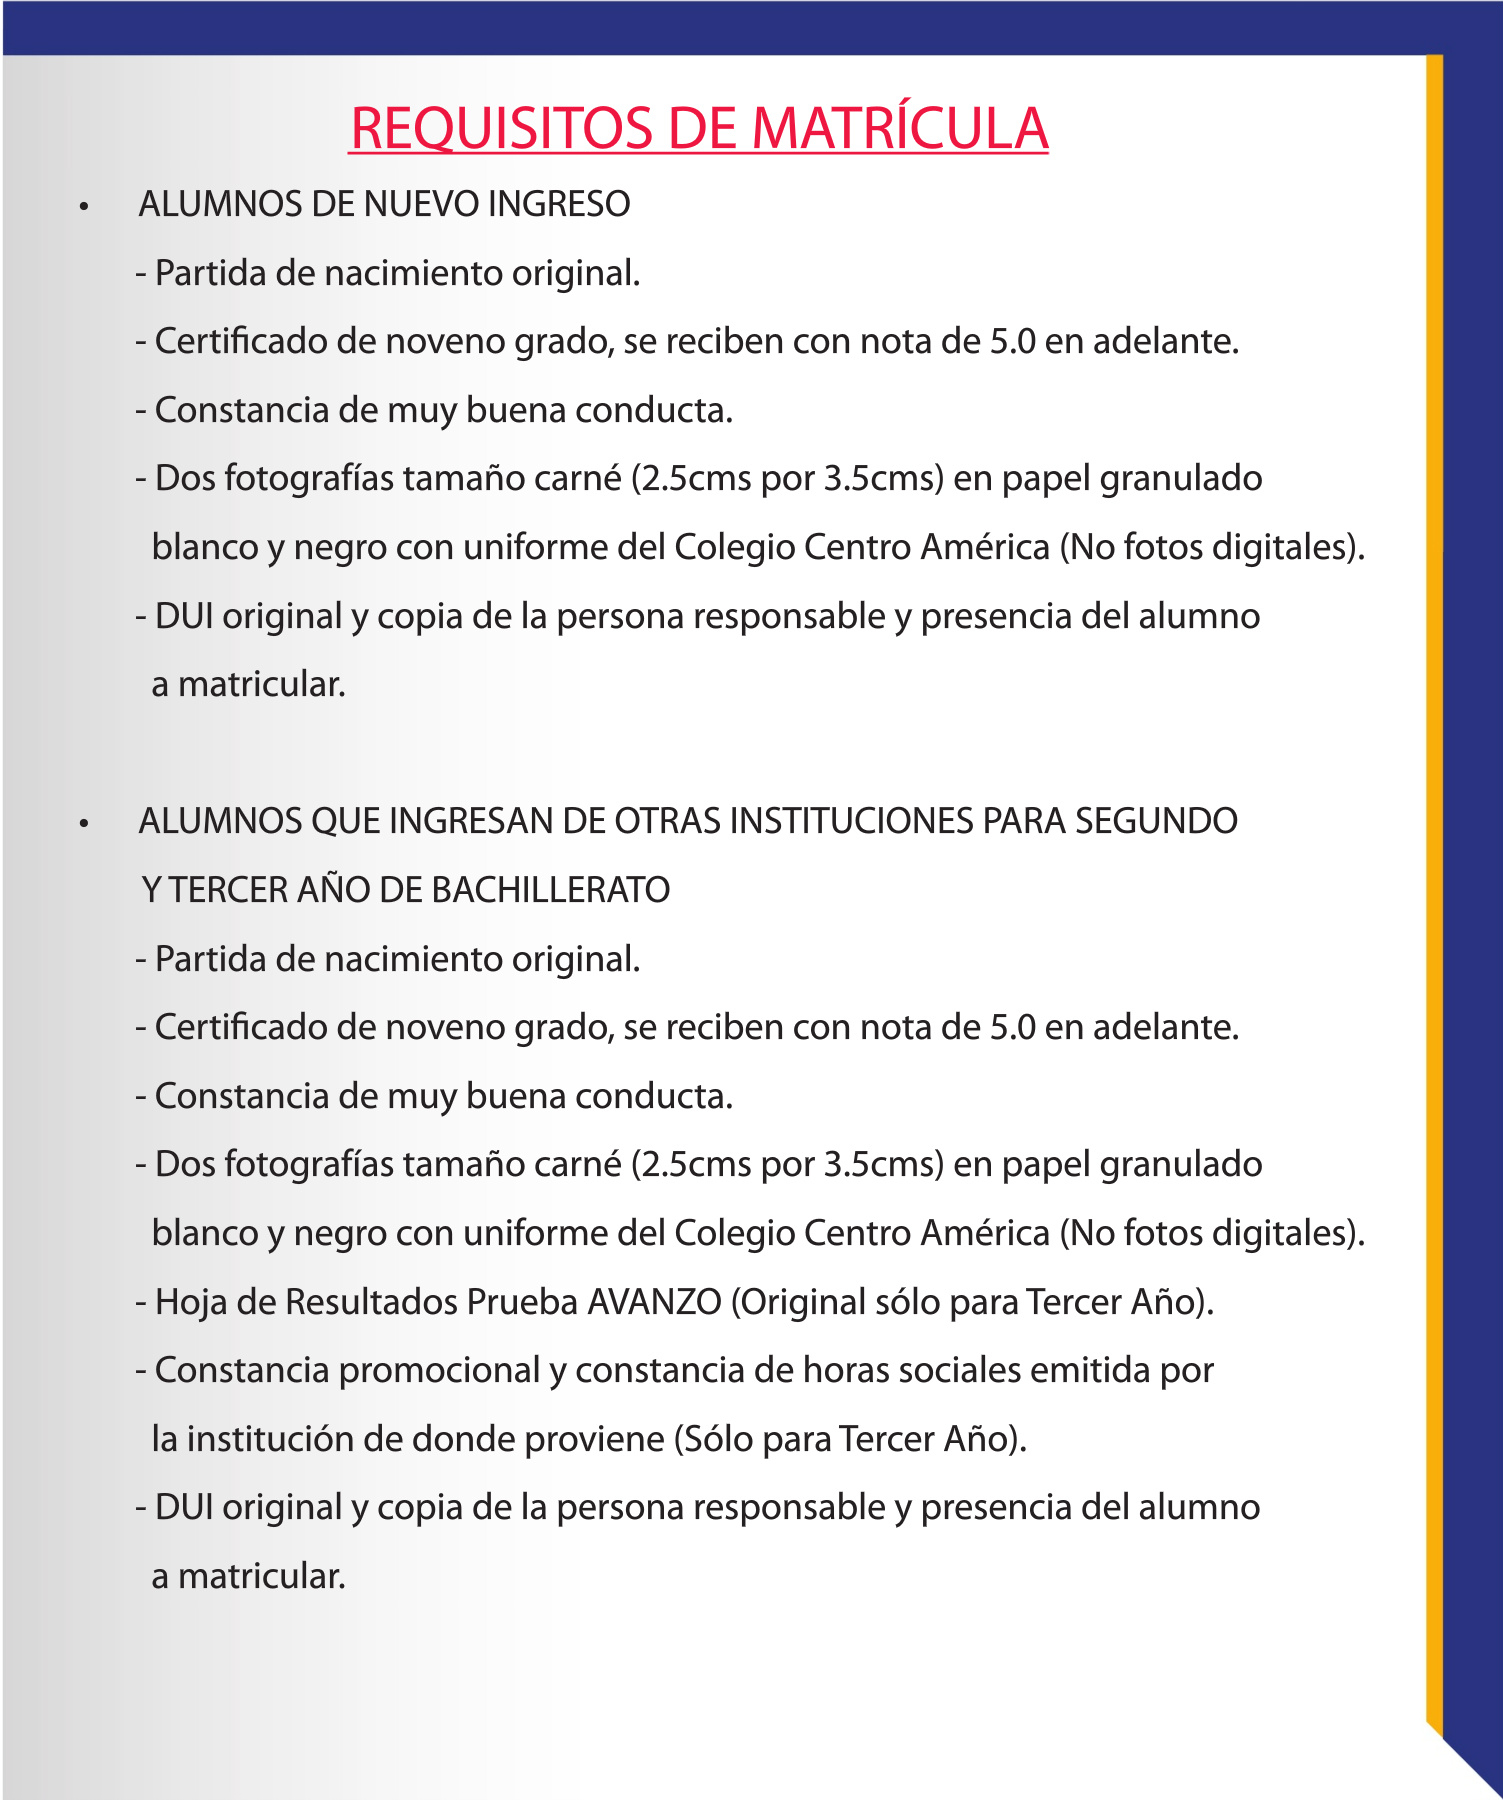 REQUISITOS DE MATRÍCULA
• ALUMNOS DE NUEVO INGRESO
- Partida de nacimiento original.
- Certificado de noveno grado, se reciben con nota de 5.0 en adelante.
- Constancia de muy buena conducta.
- Dos fotografías tamaño carné (2.5cms por 3.5cms) en papel granulado
blanco y negro con uniforme del Colegio Centro América (No fotos digitales).
- DUI original y copia de la persona responsable y presencia del alumno
a matricular.
• ALUMNOS QUE INGRESAN DE OTRAS INSTITUCIONES PARA SEGUNDO
Y TERCER AÑO DE BACHILLERATO
- Partida de nacimiento original.
- Certificado de noveno grado, se reciben con nota de 5.0 en adelante.
- Constancia de muy buena conducta.
- Dos fotografías tamaño carné (2.5cms por 3.5cms) en papel granulado
blanco y negro con uniforme del Colegio Centro América (No fotos digitales).
- Hoja de Resultados Prueba AVANZO (Original sólo para Tercer Año).
- Constancia promocional y constancia de horas sociales emitida por
la institución de donde proviene (Sólo para Tercer Año).
- DUI original y copia de la persona responsable y presencia del alumno
a matricular.